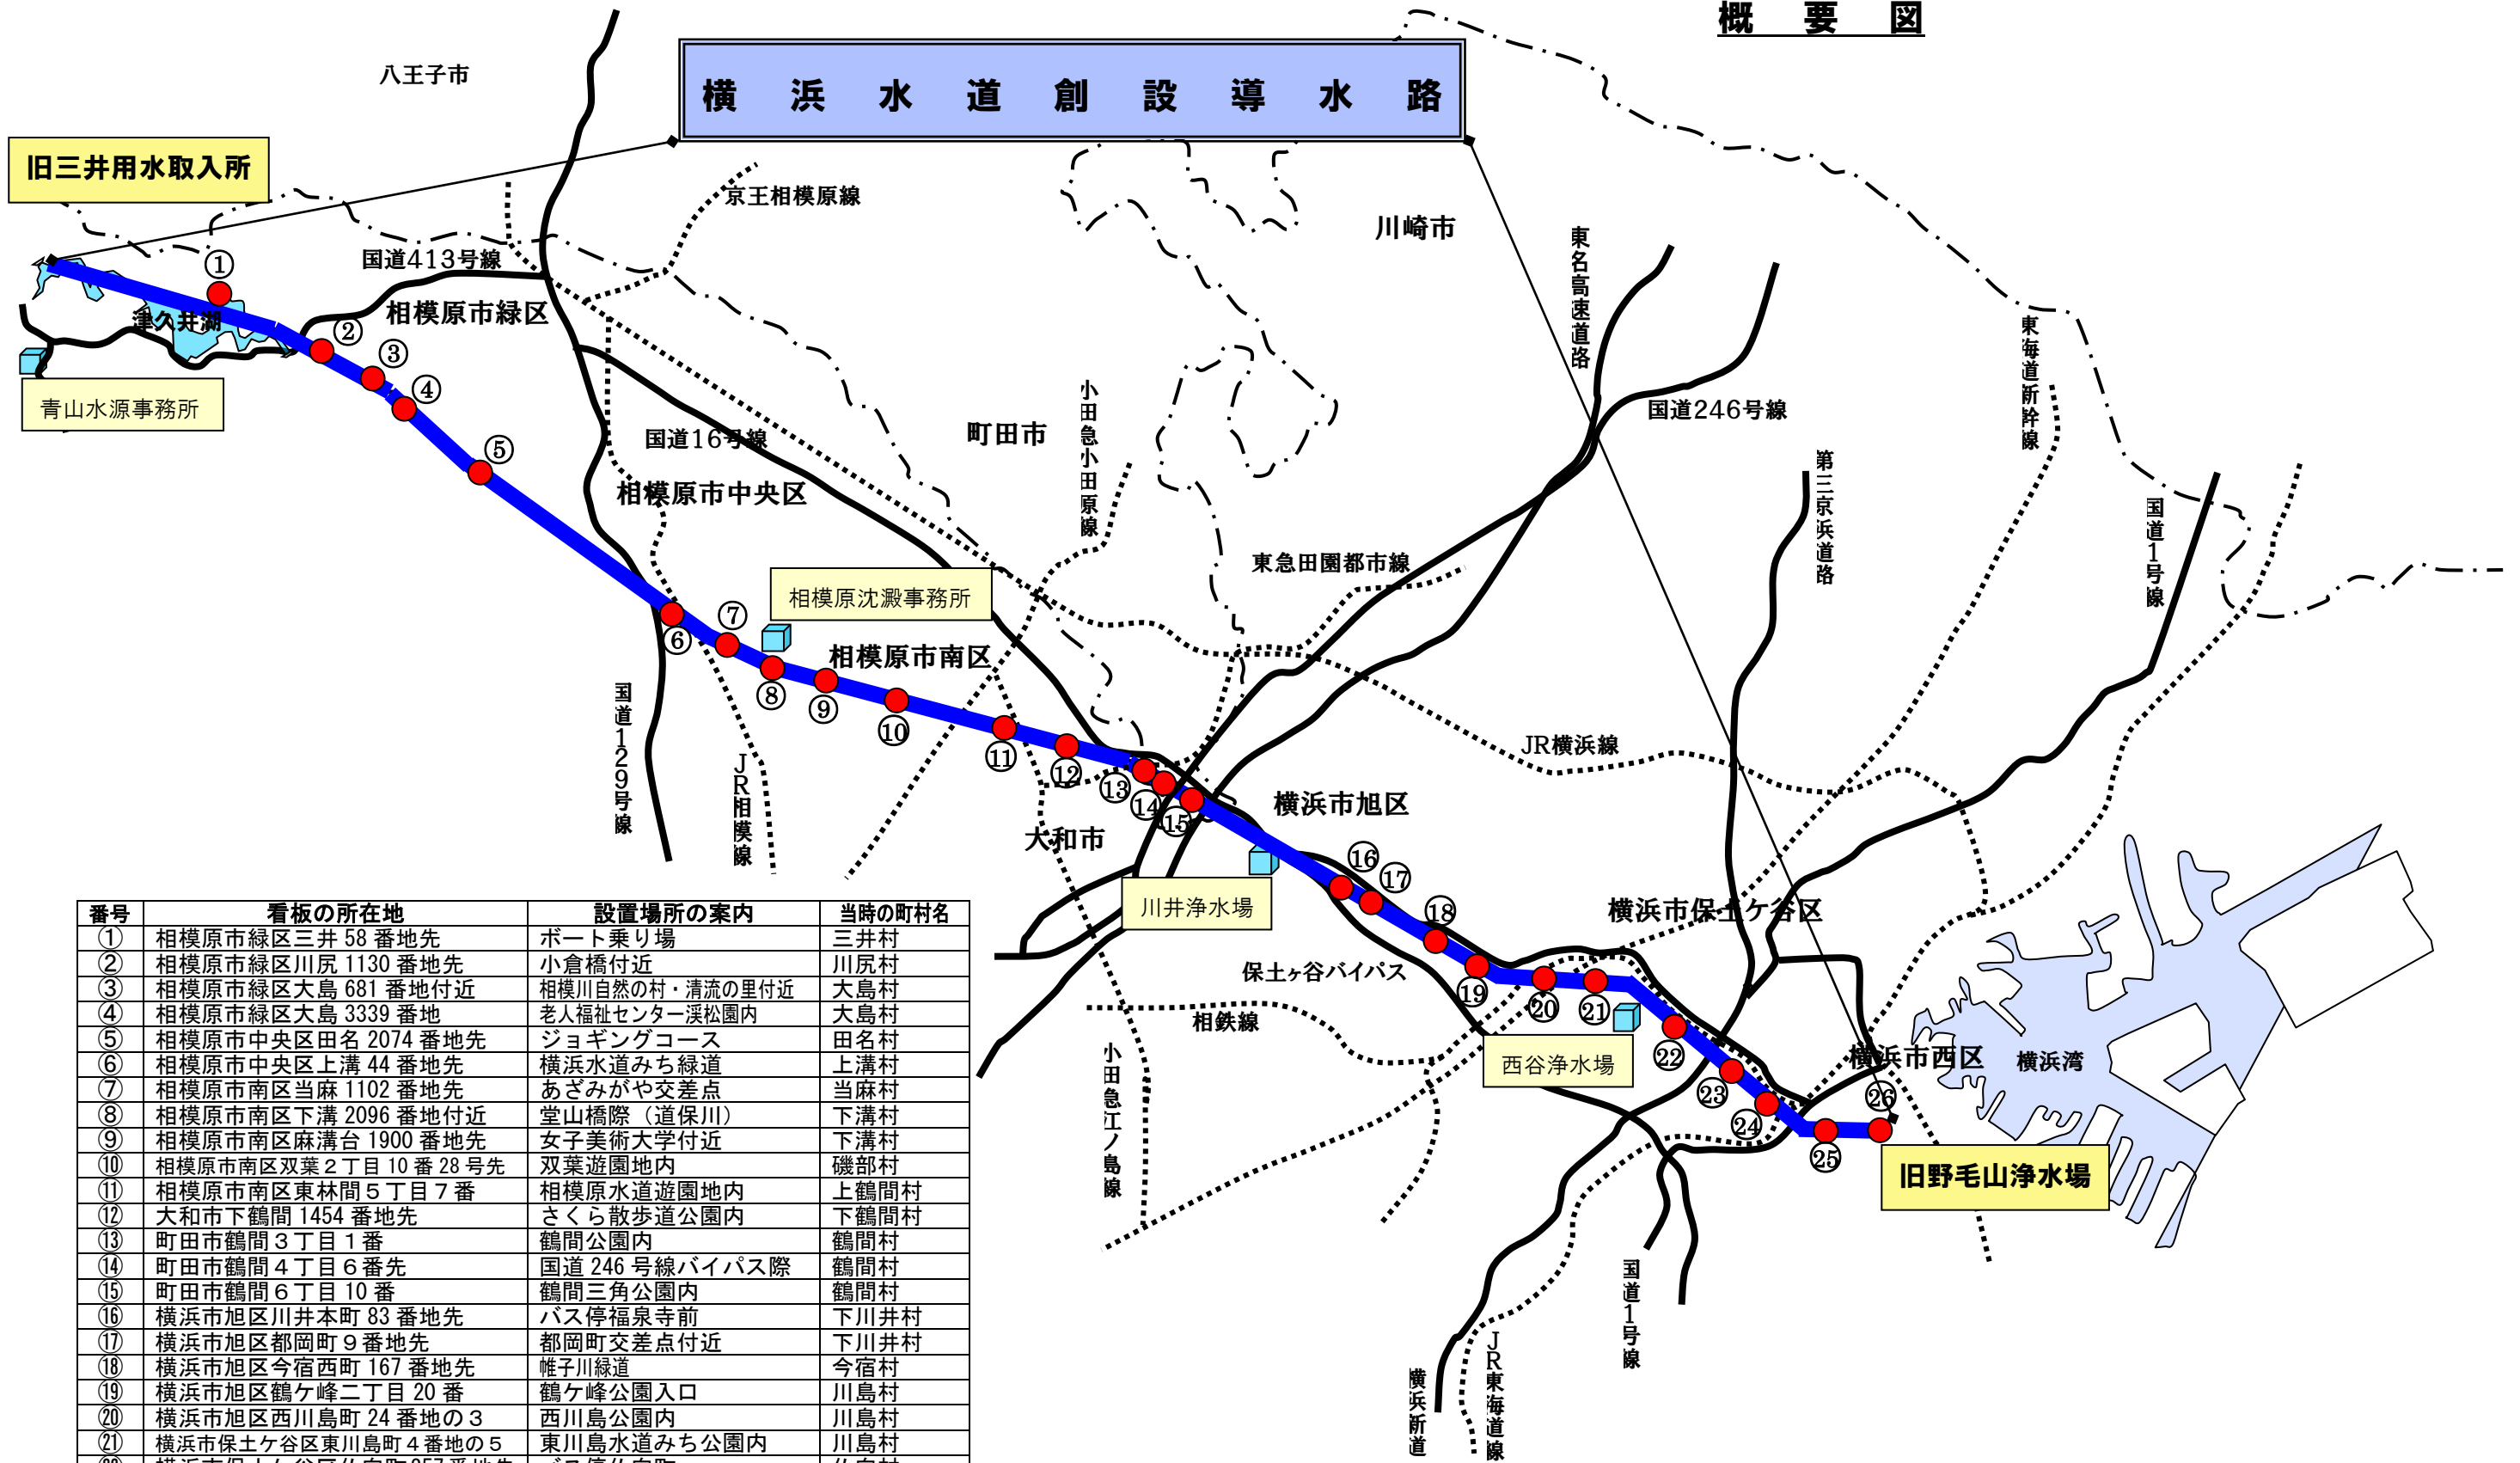 概要図
横浜水道創設導水路
八王子市
旧三井用水取入所
京王相模原線
川崎市
東名高速道路
①
国道413号線
相模原市緑区
津久井湖
②
③
④
東海道新幹線
青山水源事務所
小田急小田原線
国道246号線
町田市
国道16号線
⑤
第三京浜道路
相模原市中央区
国道1号線
東急田園都市線
相模原沈澱事務所
⑥
⑦
相模原市南区
⑧
⑨
⑩
国道129号線
JR相模線
⑪
⑫
⑬
⑭
⑮
JR横浜線
横浜市旭区
大和市
⑯
⑰
川井浄水場
⑱
横浜市保土ケ谷区
保土ヶ谷バイパス
⑲
⑳
㉑
相鉄線
小田急江ノ島線
西谷浄水場
㉒
横浜市西区
横浜湾
㉓
㉔
㉕
㉖
旧野毛山浄水場
国道1号線
横浜新道
JR東海道線
番号 看板の所在地 設置場所の案内 当時の町村名
① 相模原市緑区三井 58 番地先 ボート乗り場 三井村
② 相模原市緑区川尻 1130 番地先 小倉橋付近 川尻村
③ 相模原市緑区大島 681 番地付近 相模川自然の村・清流の里付近 大島村
④ 相模原市緑区大島 3339 番地 老人福祉センター渓松園内 大島村
⑤ 相模原市中央区田名 2074 番地先 ジョギングコース 田名村
⑥ 相模原市中央区上溝 44 番地先 横浜水道みち緑道 上溝村
⑦ 相模原市南区当麻 1102 番地先 あざみがや交差点 当麻村
⑧ 相模原市南区下溝 2096 番地付近 堂山橋際（道保川） 下溝村
⑨ 相模原市南区麻溝台 1900 番地先 女子美術大学付近 下溝村
⑩ 相模原市南区双葉２丁目 10 番 28 号先 双葉遊園地内 磯部村
⑪ 相模原市南区東林間５丁目７番 相模原水道遊園地内 上鶴間村
⑫ 大和市下鶴間 1454 番地先 さくら散歩道公園内 下鶴間村
⑬ 町田市鶴間３丁目１番 鶴間公園内 鶴間村
⑭ 町田市鶴間４丁目６番先 国道 246 号線バイパス際 鶴間村
⑮ 町田市鶴間６丁目 10 番 鶴間三角公園内 鶴間村
⑯ 横浜市旭区川井本町 83 番地先 バス停福泉寺前 下川井村
⑰ 横浜市旭区都岡町９番地先 都岡町交差点付近 下川井村
⑱ 横浜市旭区今宿西町 167 番地先 帷子川緑道 今宿村
⑲ 横浜市旭区鶴ケ峰二丁目 20 番 鶴ケ峰公園入口 川島村
⑳ 横浜市旭区西川島町 24 番地の３ 西川島公園内 川島村
㉑ 横浜市保土ケ谷区東川島町４番地の５ 東川島水道みち公園内 川島村